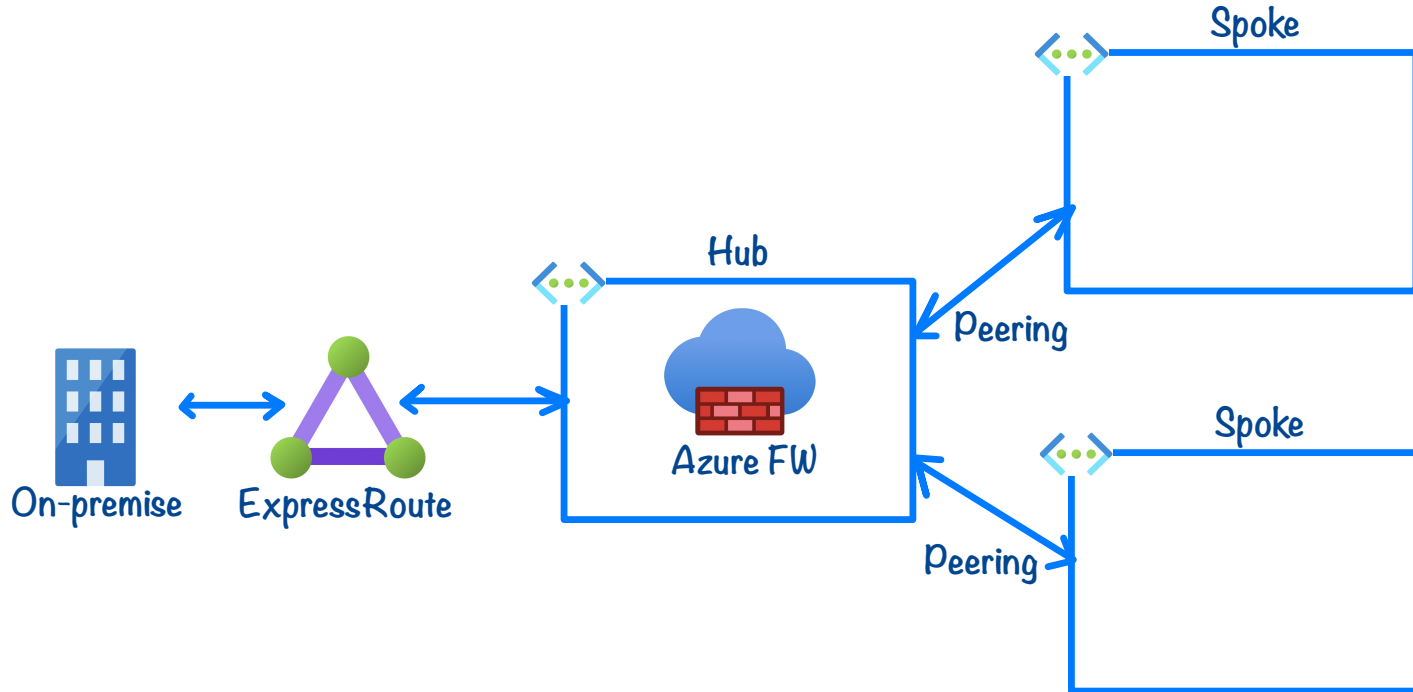 Spoke
Hub
Peering
Azure FW
On-premise
ExpressRoute
Spoke
Peering